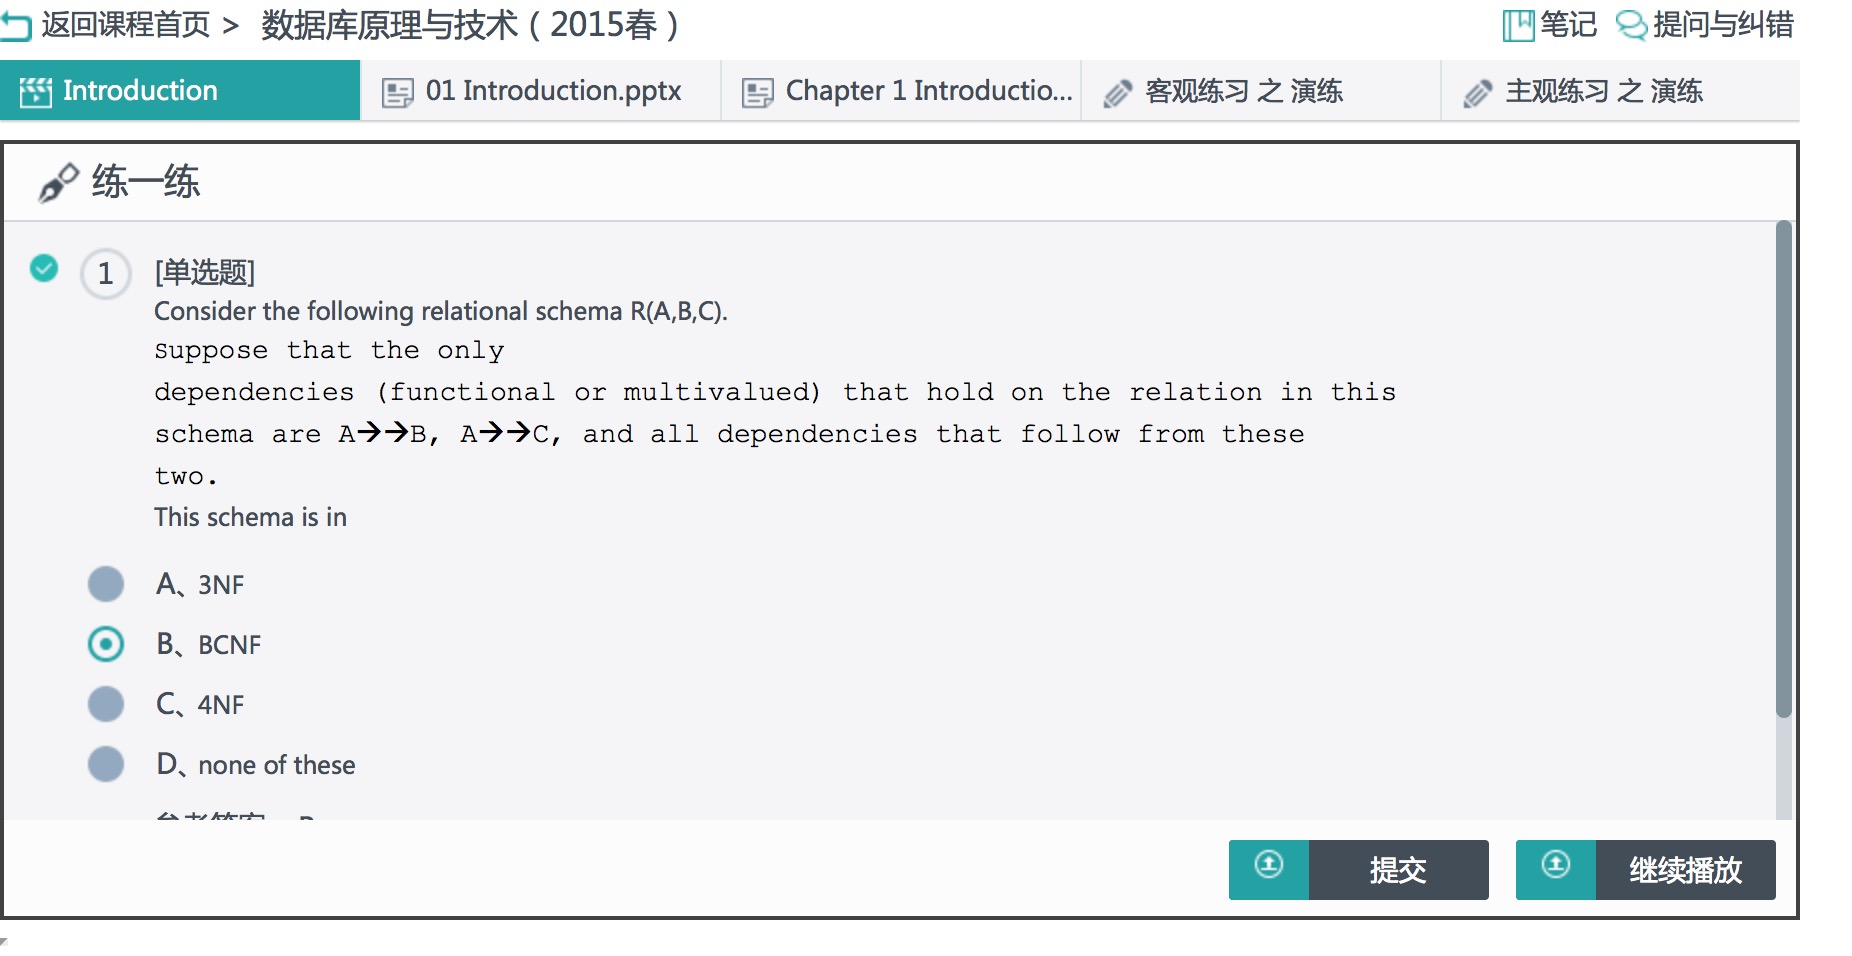 返回课程首页 > 数据库原理与技术（2015春）
笔记 提问与纠错
Introduction
01 Introduction.pptx
Chapter 1 Introductio...
客观练习 之 演练
主观练习 之 演练
练一练
1 [单选题]
Consider the following relational schema R(A,B,C).
Suppose that the only
dependencies (functional or multivalued) that hold on the relation in this
schema are A→→B, A→→C, and all dependencies that follow from these
two.
This schema is in
A、3NF
B、BCNF
C、4NF
D、none of these
提交
继续播放